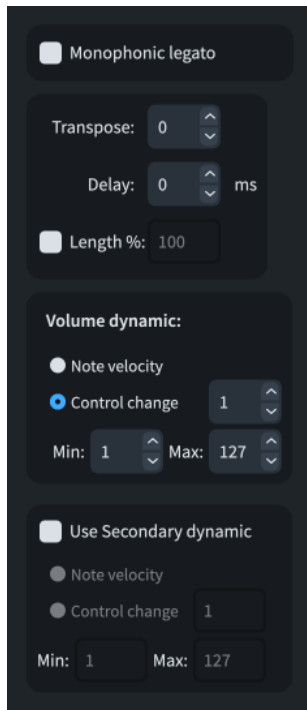 Monophonic legato
Transpose: 0
Delay: 0 ms
Length %: 100
Volume dynamic:
Note velocity
Control change 1
Min: 1 Max: 127
Use Secondary dynamic
Note velocity
Control change 1
Min: 1 Max: 127